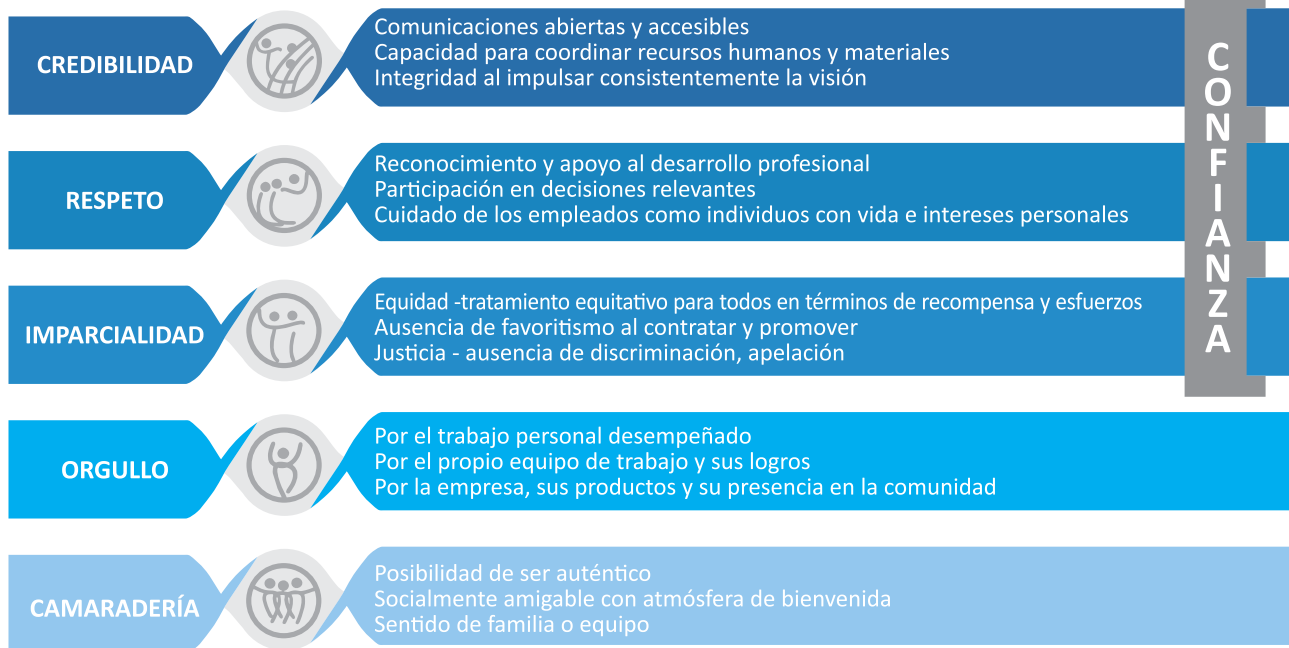 CREDIBILIDAD
Comunicaciones abiertas y accesibles
Capacidad para coordinar recursos humanos y materiales
Integridad al impulsar consistentemente la visión
RESPETO
Reconocimiento y apoyo al desarrollo profesional
Participación en decisiones relevantes
Cuidado de los empleados como individuos con vida e intereses personales
IMPARCIALIDAD
Equidad -tratamiento equitativo para todos en términos de recompensa y esfuerzos
Ausencia de favoritismo al contratar y promover
Justicia - ausencia de discriminación, apelación
CONFIANZA
ORGULLO
Por el trabajo personal desempeñado
Por el propio equipo de trabajo y sus logros
Por la empresa, sus productos y su presencia en la comunidad
CAMARADERÍA
Posibilidad de ser auténtico
Socialmente amigable con atmósfera de bienvenida
Sentido de familia o equipo